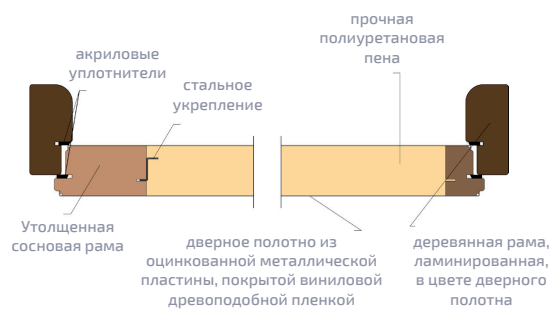 прочная
полиуретановая
пена
акриловые
уплотнители
стальное
укрепление
Утолщенная
сосновая рама
дверное полотно из
оцинкованной металлической
пластины, покрытой виниловой
древоподобной пленкой
деревянная рама,
ламинированная,
в цвете дверного
полотна